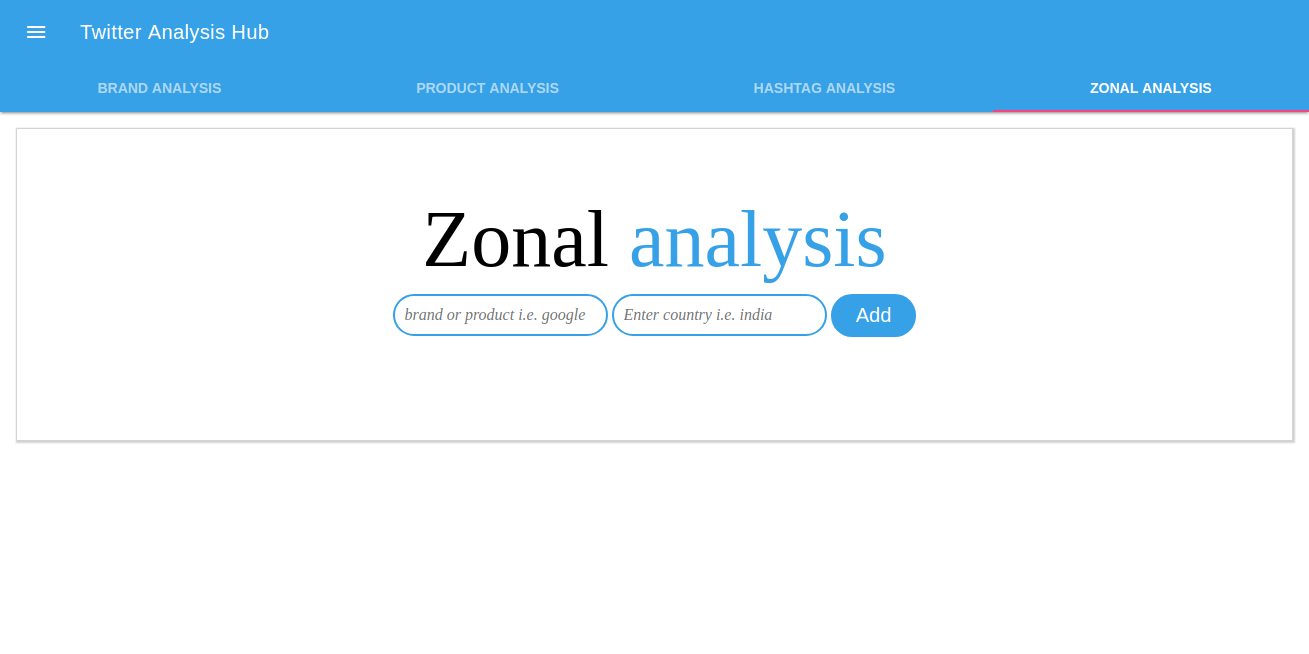 Twitter Analysis Hub
BRAND ANALYSIS PRODUCT ANALYSIS HASHTAG ANALYSIS ZONAL ANALYSIS
Zonal analysis
brand or product i.e. google Enter country i.e. india Add